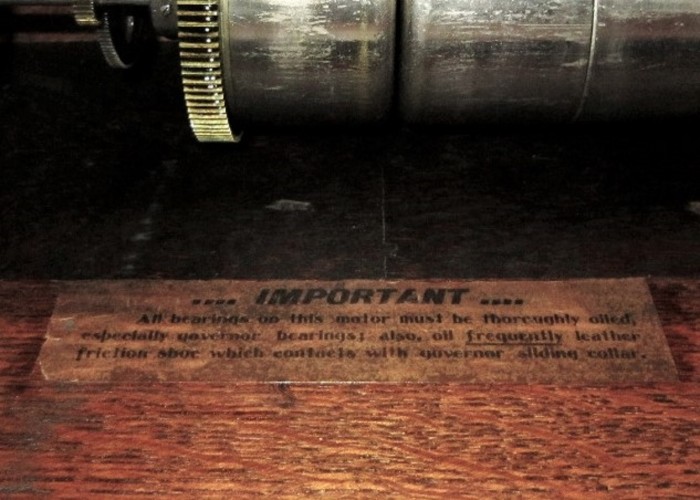 .... IMPORTANT ....
All bearings on this motor must be thoroughly oiled,
especially governor bearings; also, oil frequently leather
friction shoe which contacts with governor sliding collar.